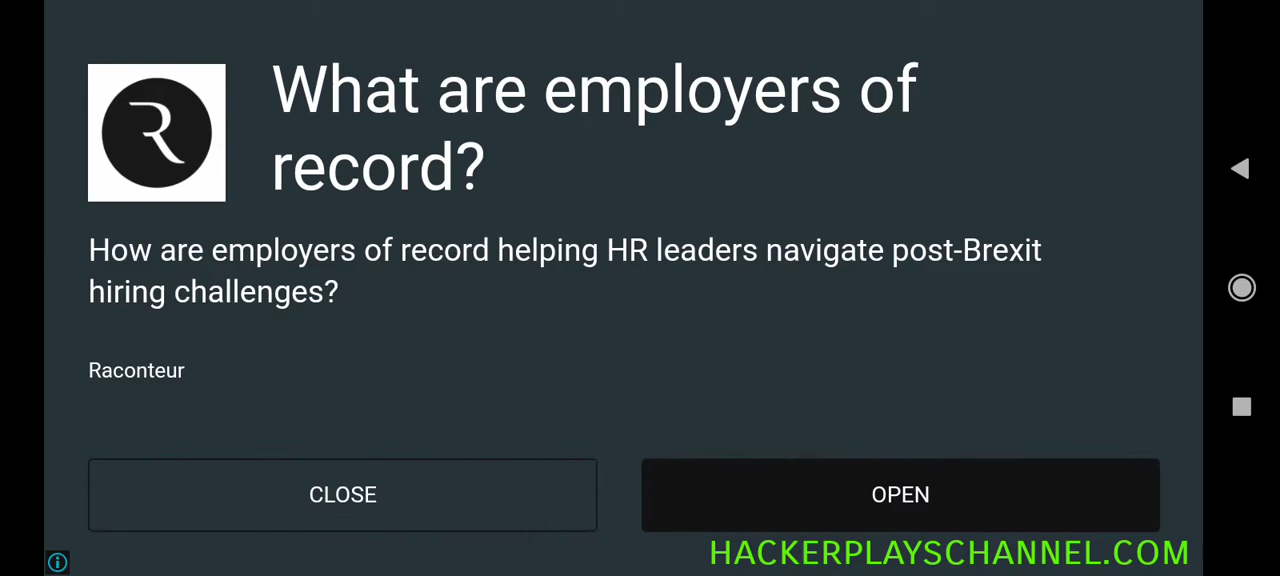 R
What are employers of
record?
How are employers of record helping HR leaders navigate post-Brexit
hiring challenges?
Raconteur
CLOSE
OPEN
HACKERPLAYSCHANNEL.COM